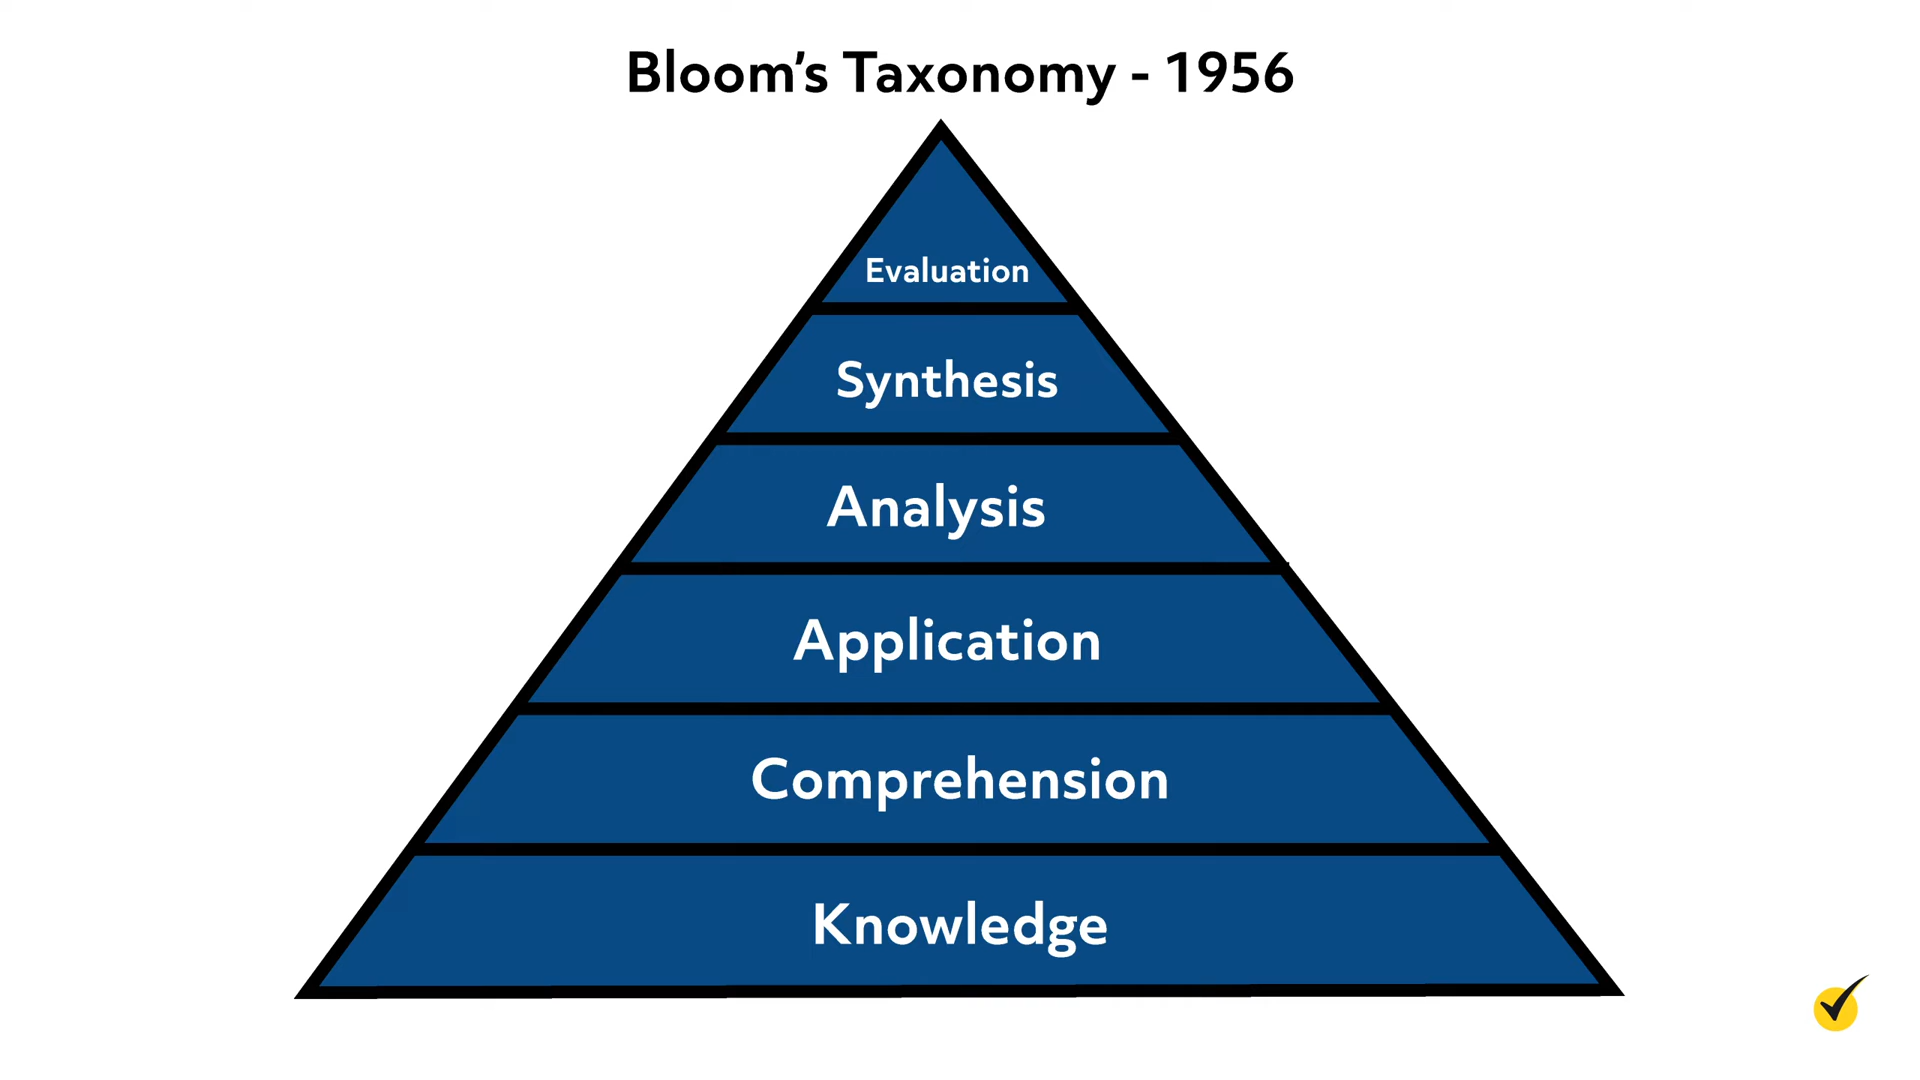 Bloom’s Taxonomy - 1956
Evaluation
Synthesis
Analysis
Application
Comprehension
Knowledge